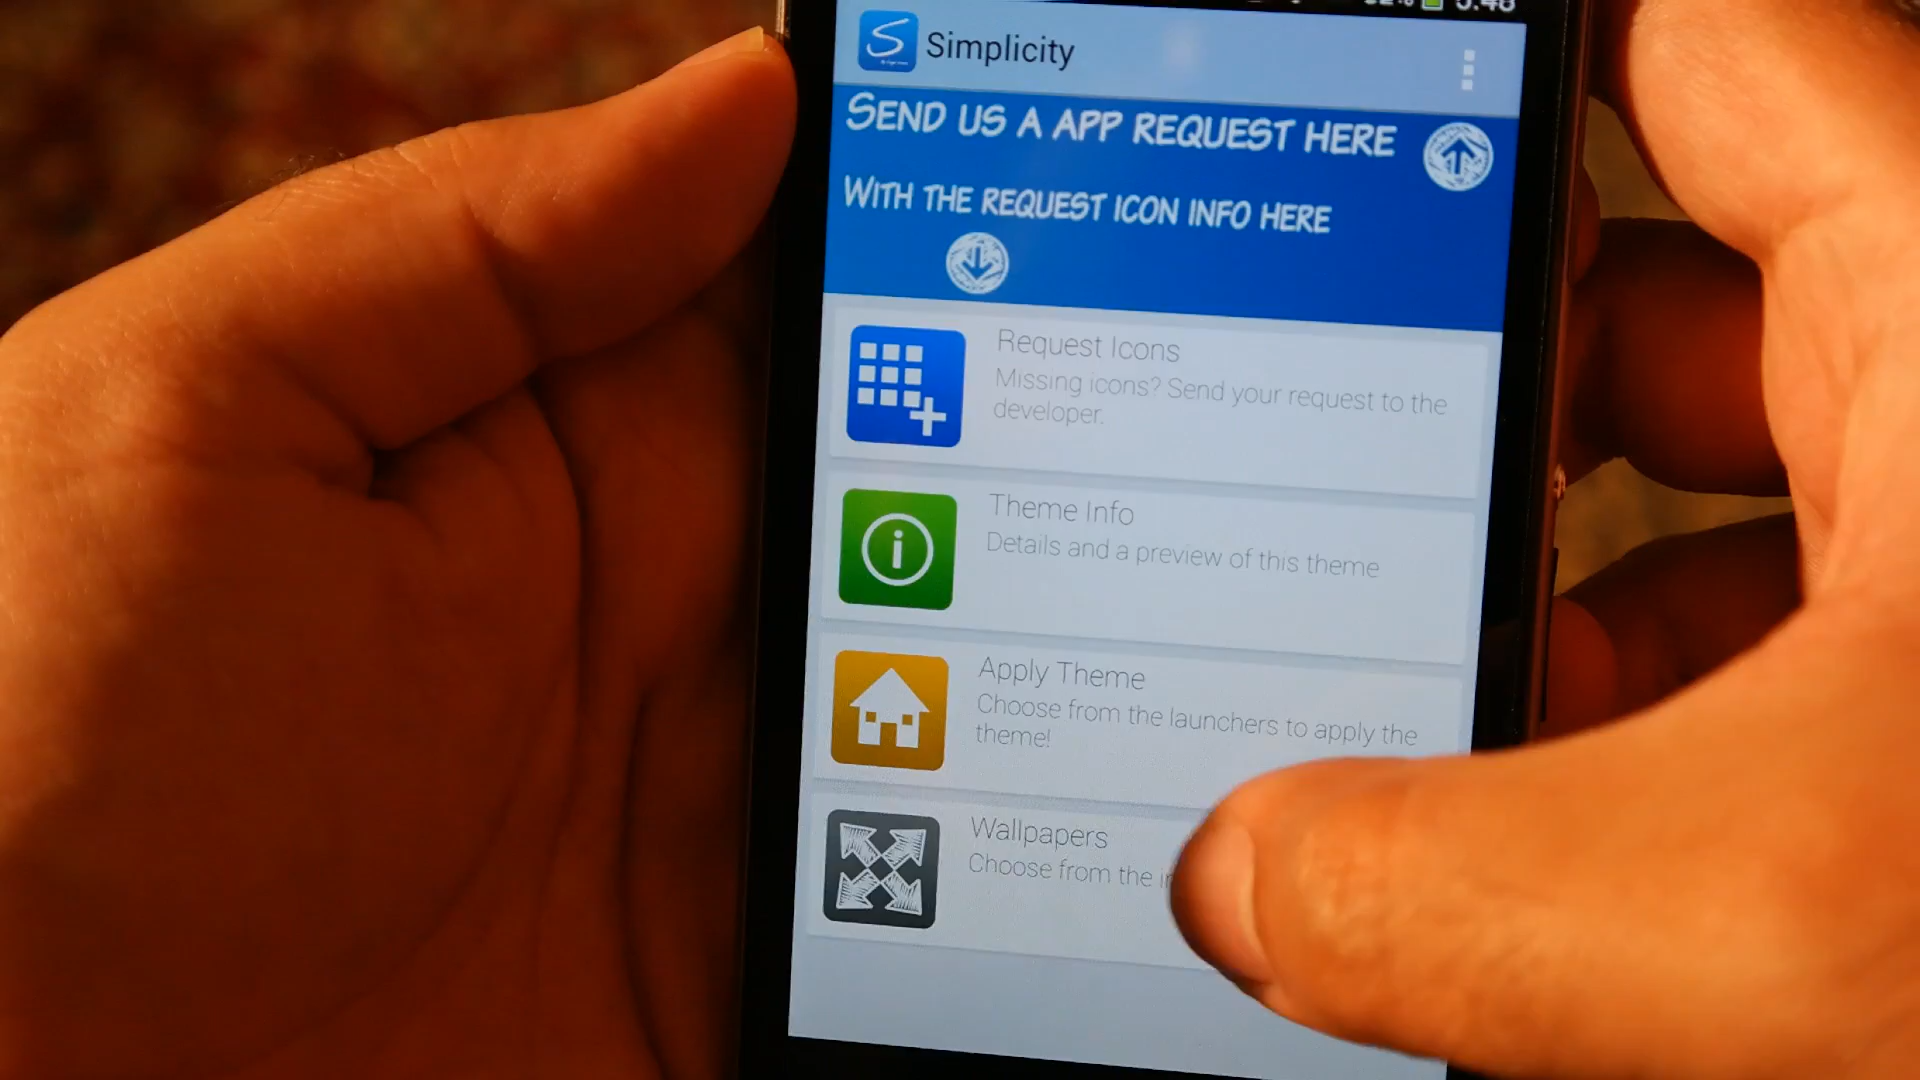 Simplicity
SEND US A APP REQUEST HERE
WITH THE REQUEST ICON INFO HERE
Request Icons
Missing icons? Send your request to the
developer.
Theme Info
Details and a preview of this theme
Apply Theme
Choose from the launchers to apply the
theme!
Wallpapers
Choose from the